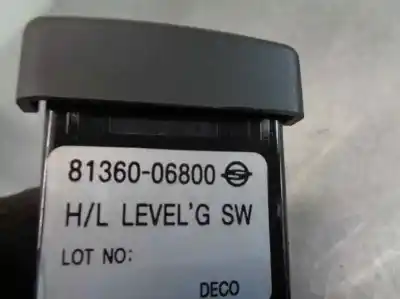 81360-06800
H/L LEVEL'G SW
LOT NO:
DECO